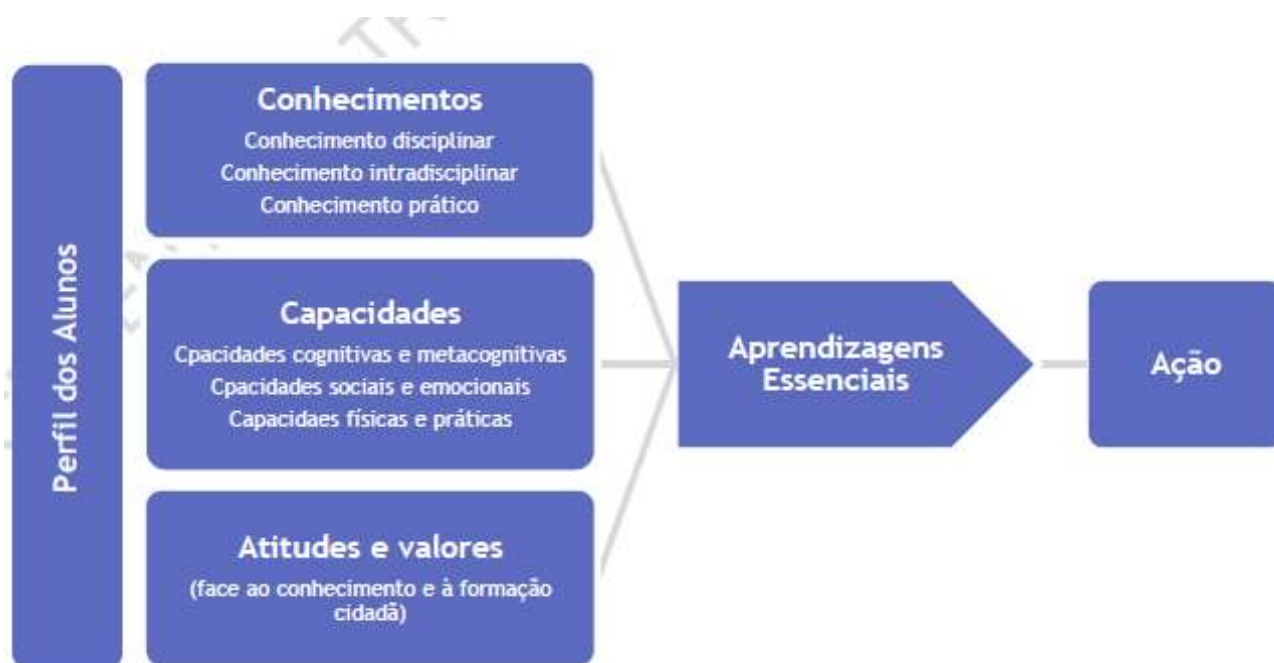 Perfil dos Alunos
Conhecimentos
Conhecimento disciplinar
Conhecimento intradisciplinar
Conhecimento prático
Capacidades
Cpacidades cognitivas e metacognitivas
Cpacidades sociais e emocionais
Capacidaes físicas e práticas
Atitudes e valores
(face ao conhecimento e à formação
cidadã)
Aprendizagens
Essenciais
Ação